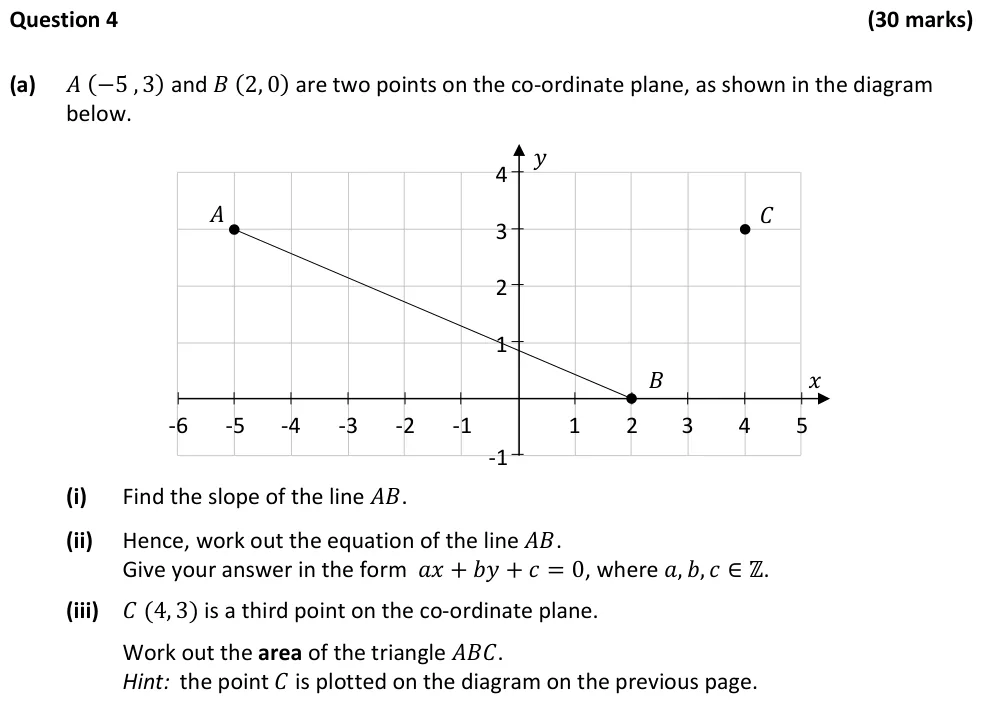 Question 4 (30 marks)
(a) A (−5 , 3) and B (2, 0) are two points on the co-ordinate plane, as shown in the diagram
below.
y
4
A C
3
2
1
B x
-6 -5 -4 -3 -2 -1 1 2 3 4 5
-1
(i) Find the slope of the line AB.
(ii) Hence, work out the equation of the line AB.
Give your answer in the form ax + by + c = 0, where a, b, c ∈ ℤ.
(iii) C (4, 3) is a third point on the co-ordinate plane.
Work out the area of the triangle ABC.
Hint: the point C is plotted on the diagram on the previous page.